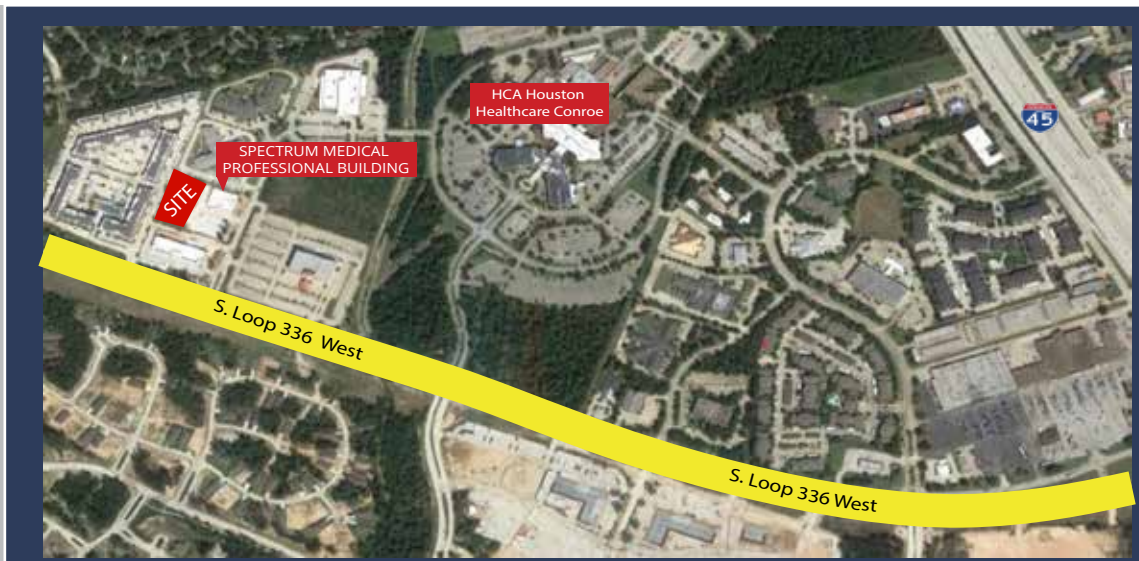 HCA Houston
Healthcare Conroe
45
SPECTRUM MEDICAL
PROFESSIONAL BUILDING
SITE
S. Loop 336 West
S. Loop 336 West